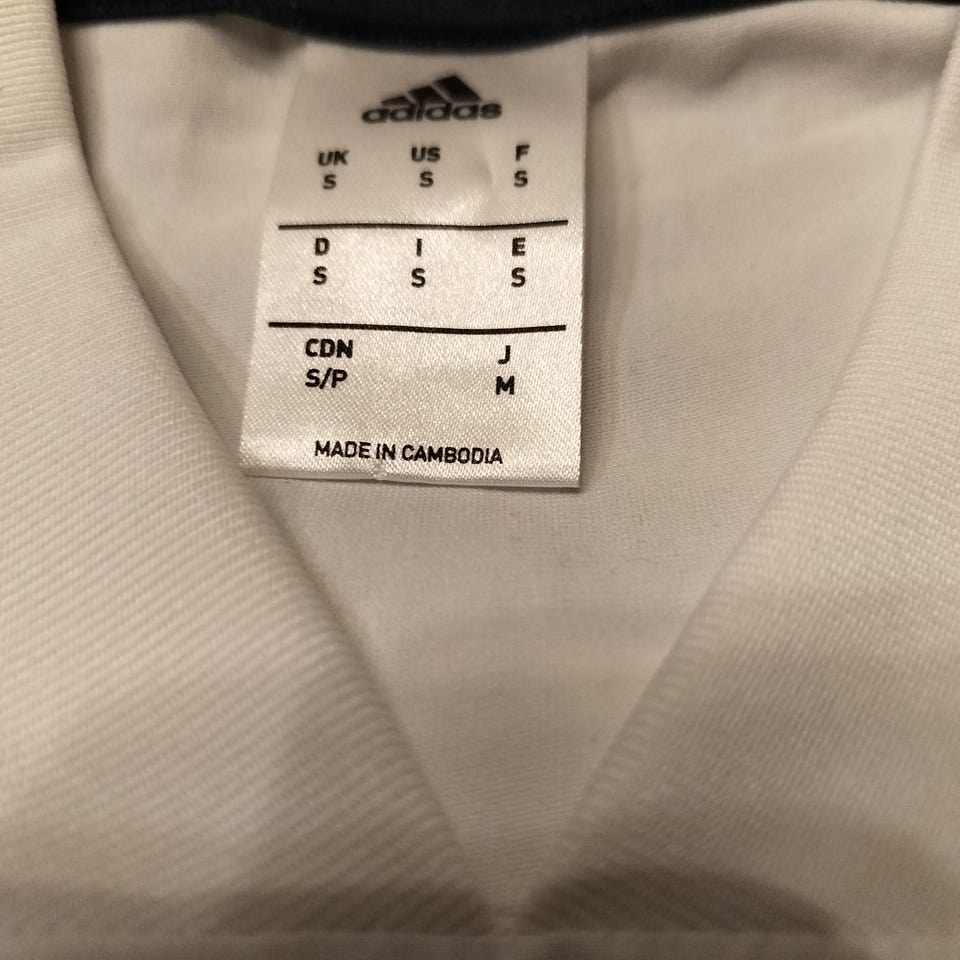 adidas
UK US F
S S S
D I E
S S S
CDN J
S/P M
MADE IN CAMBODIA